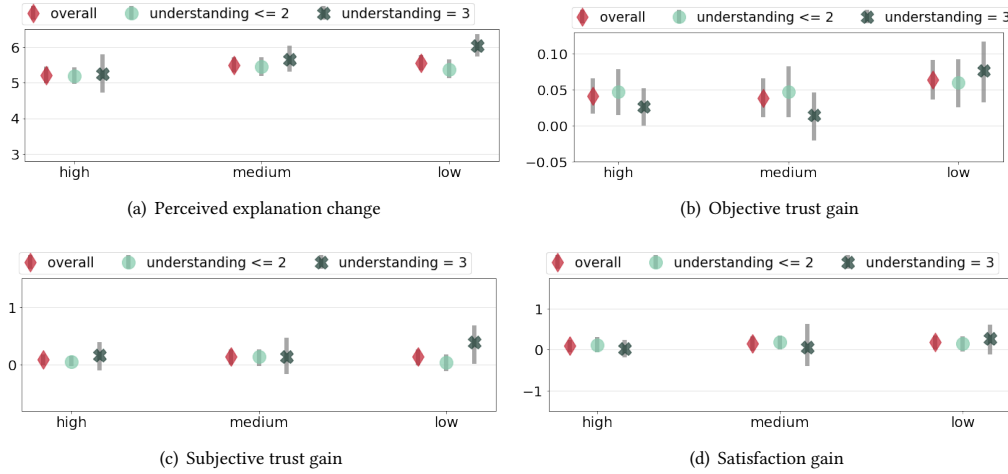 overall understanding <= 2 understanding = 3
6
5
4
3
high medium low
(a) Perceived explanation change
overall understanding <= 2 understanding = 3
0.10
0.05
0.00
−0.05
high medium low
(b) Objective trust gain
overall understanding <= 2 understanding = 3
1
0
high medium low
(c) Subjective trust gain
overall understanding <= 2 understanding = 3
1
0
−1
high medium low
(d) Satisfaction gain